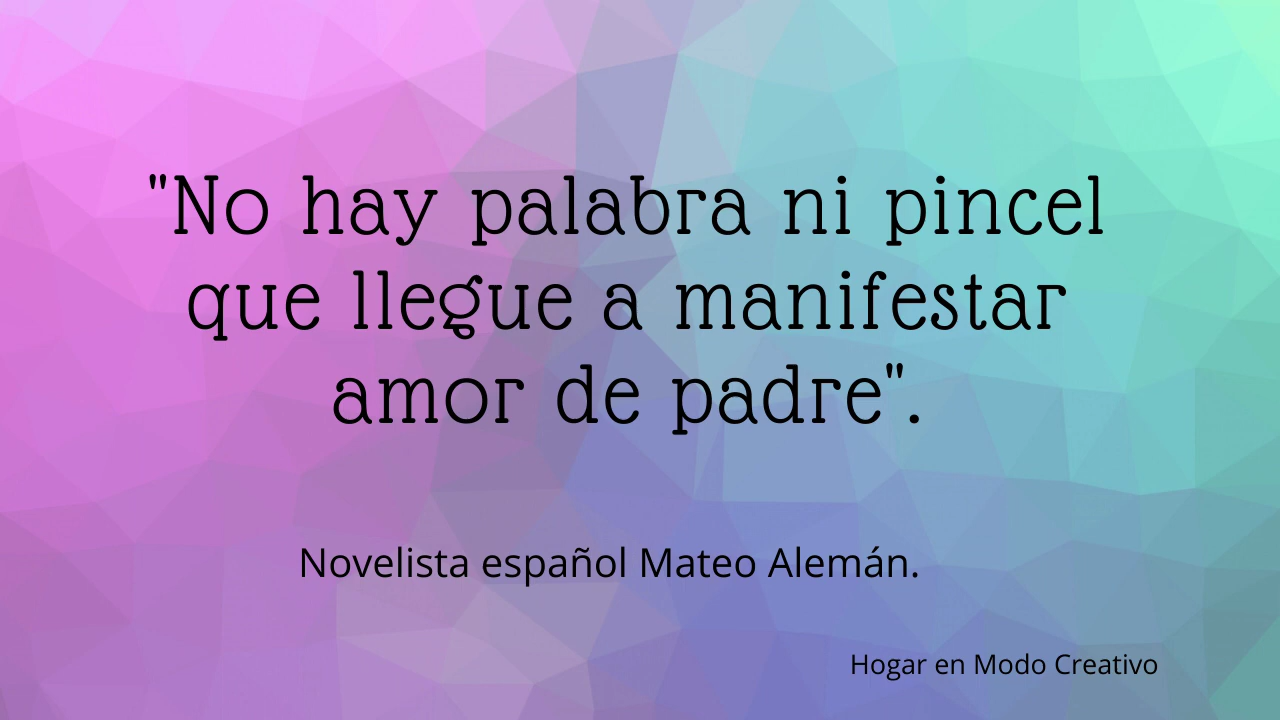 "No hay palabra ni pincel
que llegue a manifestar
amor de padre".
Novelista español Mateo Alemán.
Hogar en Modo Creativo